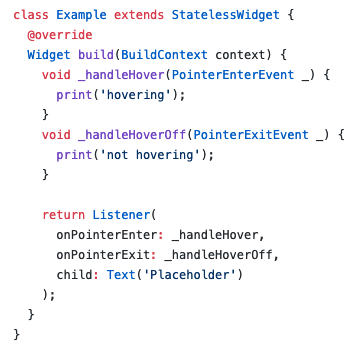 class Example extends StatelessWidget {
  @override
  Widget build(BuildContext context) {
    void _handleHover(PointerEnterEvent _) {
      print('hovering');
    }
    void _handleHoverOff(PointerExitEvent _) {
      print('not hovering');
    }

    return Listener(
      onPointerEnter: _handleHover,
      onPointerExit: _handleHoverOff,
      child: Text('Placeholder')
    );
  }
}